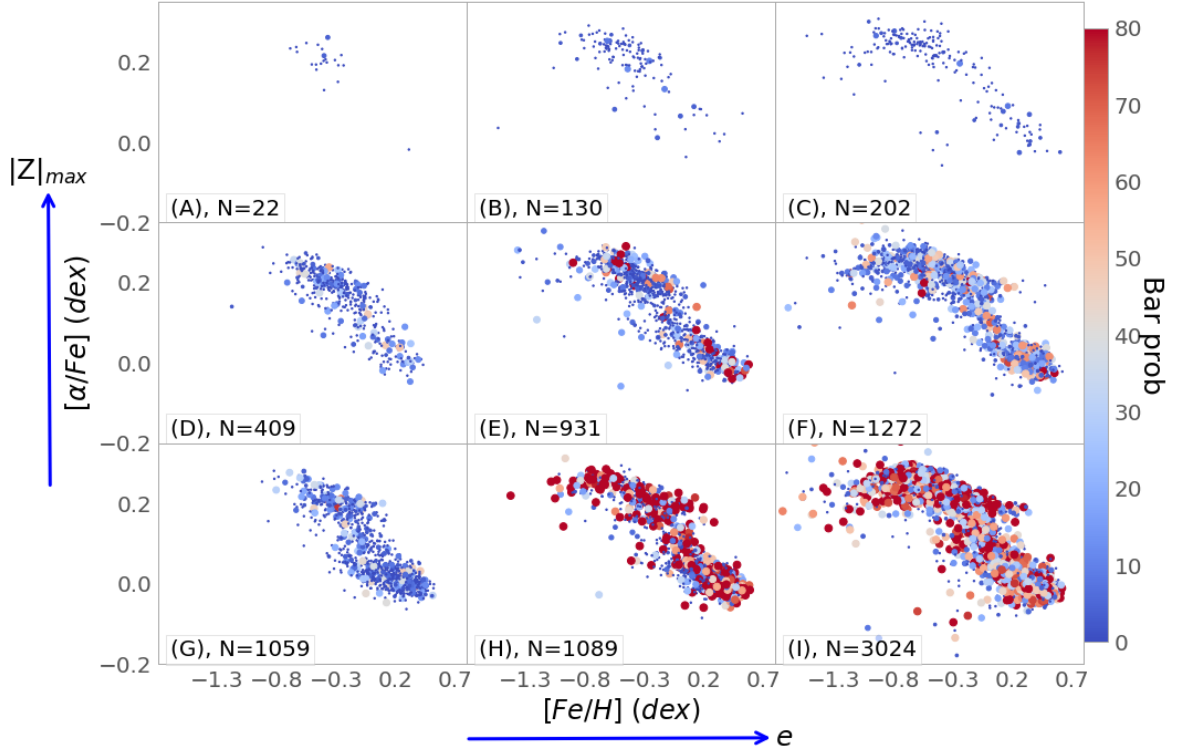 80
0.2
70
0.0
|Z|max
(A), N=22
(B), N=130
(C), N=202
60
−0.2
50
0.2
[α/Fe] (dex)
0.0
40
Bar prob
30
(D), N=409
(E), N=931
(F), N=1272
−0.2
20
0.2
10
0.0
(G), N=1059
(H), N=1089
(I), N=3024
0
−0.2
−1.3 −0.8 −0.3 0.2 0.7
−1.3 −0.8 −0.3 0.2 0.7
−1.3 −0.8 −0.3 0.2 0.7
[Fe/H] (dex)
e